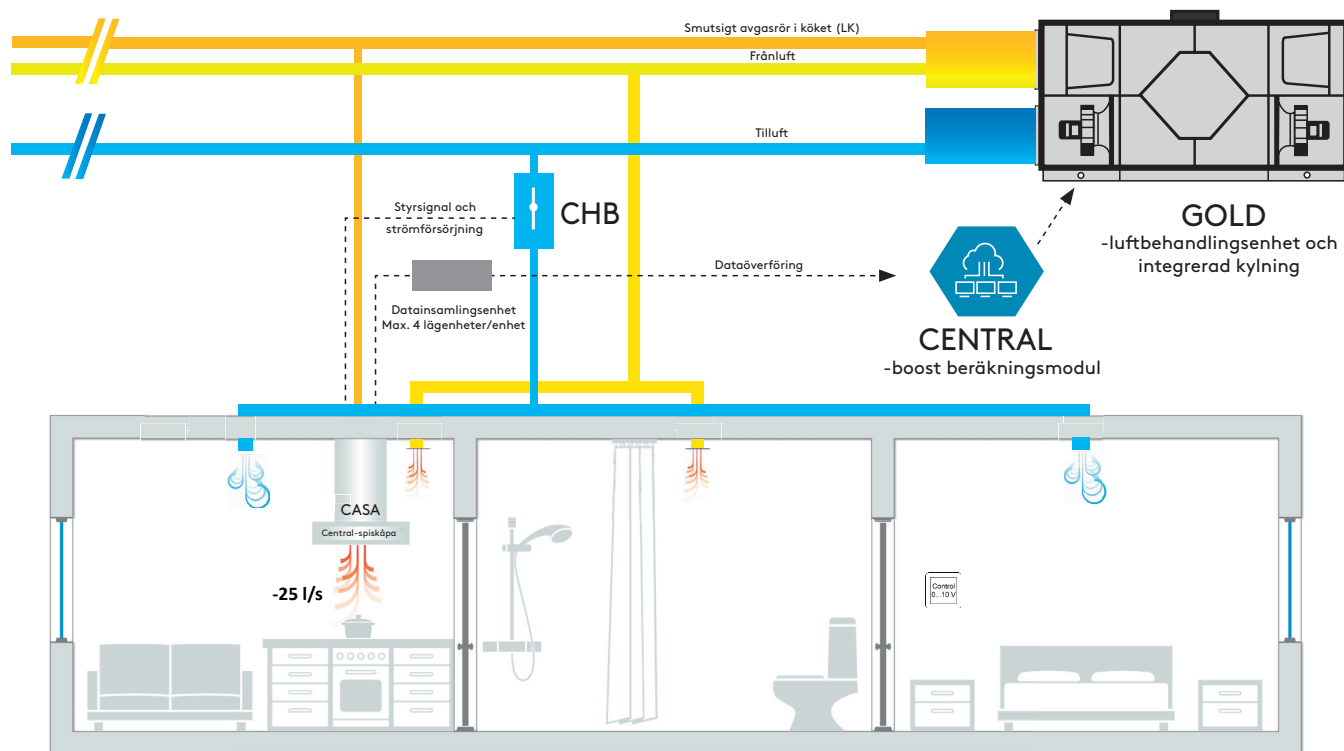 Smutsigt avgasrör i köket (LK)
Frånluft
Tilluft
Styrsignal och
strömförsörjning
CHB
GOLD
-luftbehandlingsenhet och
integrerad kylning
Dataöverföring
Datainsamlingsenhet
Max. 4 lägenheter/enhet
CENTRAL
-boost beräkningsmodul
CASA
Central-spiskåpa
-25 l/s
Control
0...10 V